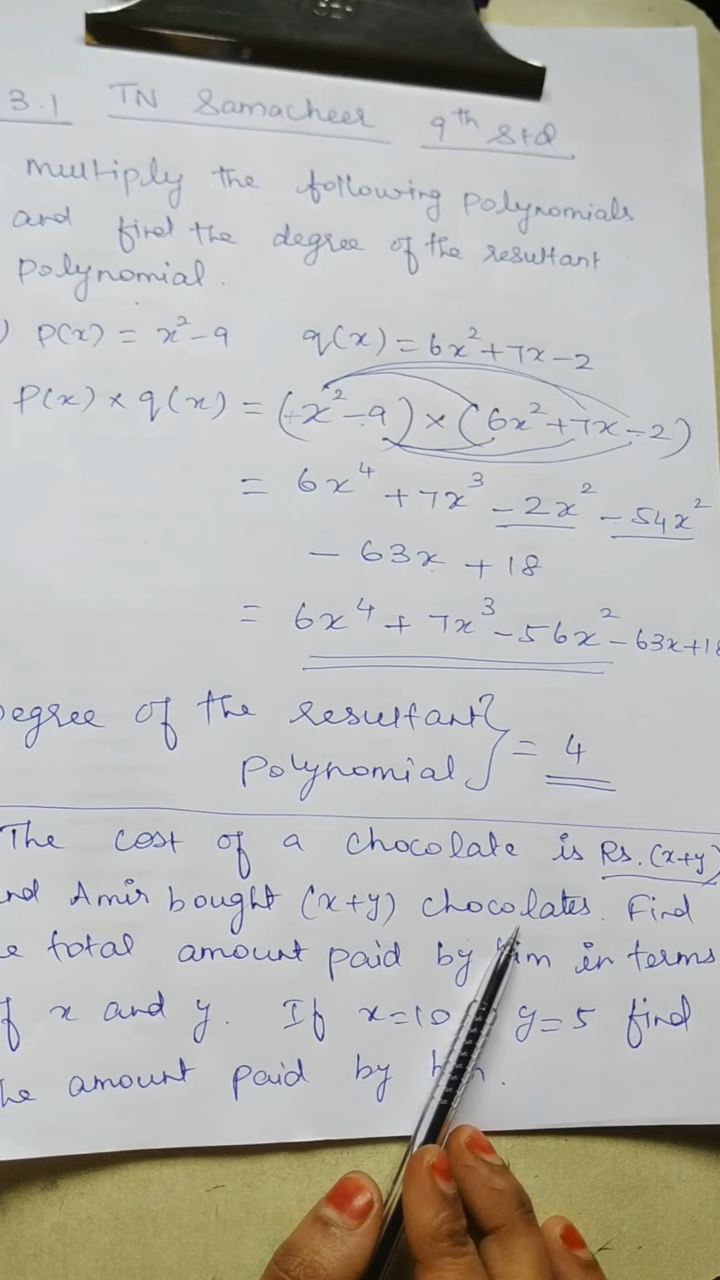 3.1 TN Samacheer 9th Std
Multiply the following polynomials
and find the degree of the resultant
polynomial.
) P(x) = x² - 9 q(x) = 6x² + 7x - 2
P(x) × q(x) = (x² - 9) × (6x² + 7x - 2)
= 6x⁴ + 7x³ - 2x² - 54x²
- 63x + 18
= 6x⁴ + 7x³ - 56x² - 63x + 18
egree of the resultant
polynomial } = 4
The cost of a chocolate is Rs. (x+y)
nd Amir bought (x+y) chocolates. Find
e total amount paid by him in terms
f x and y. If x=10 y=5 find
he amount paid by him.